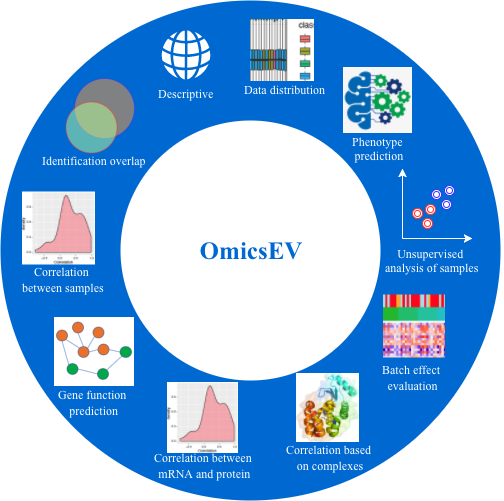 Descriptive
Data distribution
class
Phenotype
prediction
Unsupervised
analysis of samples
Batch effect
evaluation
Correlation based
on complexes
Correlation between
mRNA and protein
Gene function
prediction
Correlation
between samples
Identification overlap
OmicsEV